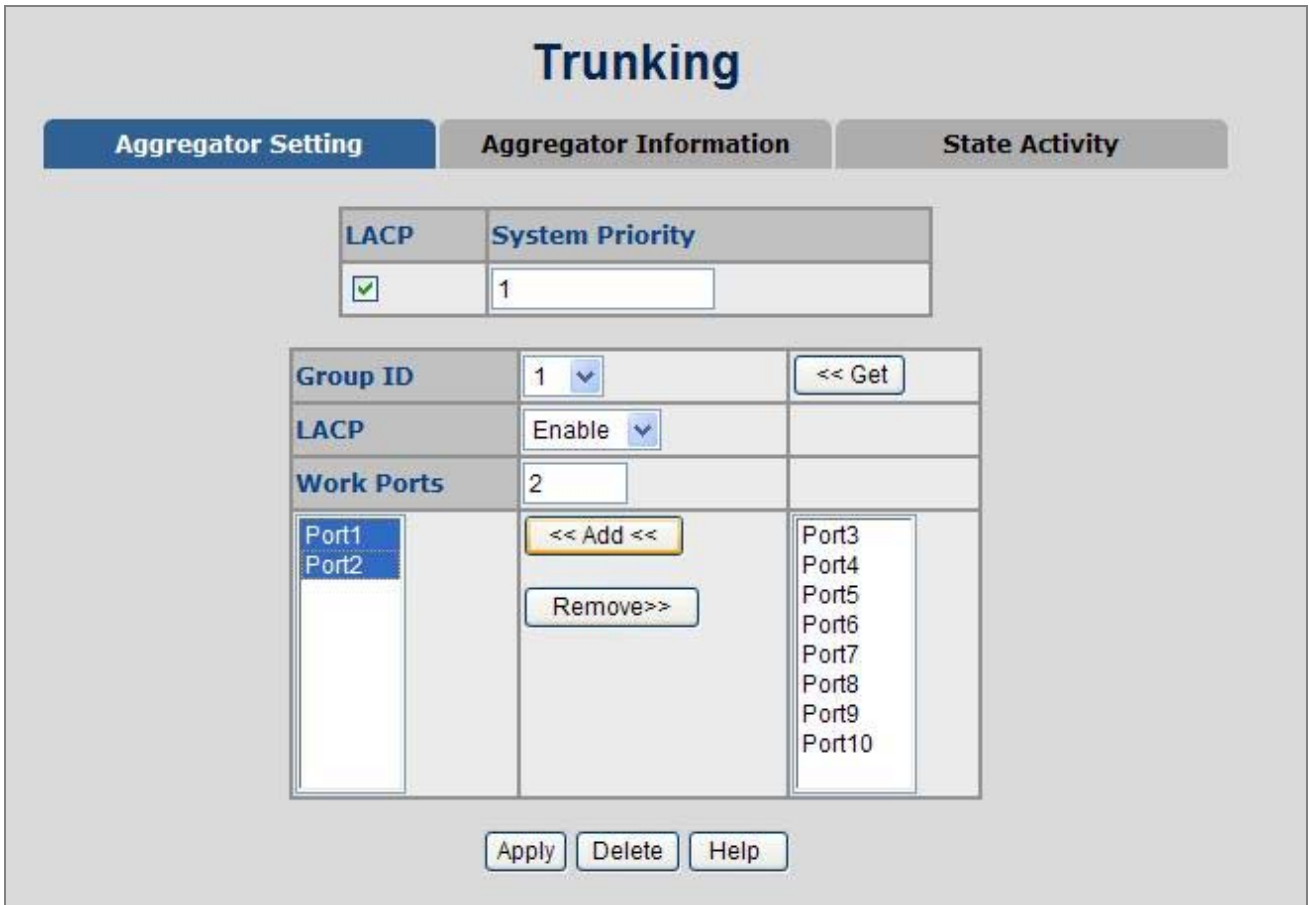 Trunking
Aggregator Setting Aggregator Information State Activity
LACP System Priority
1
Group ID 1 << Get
LACP Enable
Work Ports 2
Port1 << Add << Port3
Port2 Port4
Port5
Remove>> Port6
Port7
Port8
Port9
Port10
Apply Delete Help